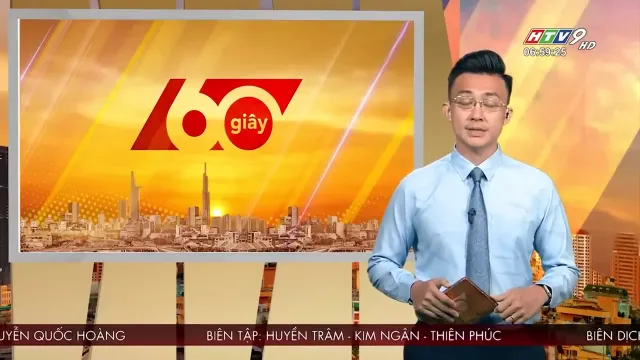 HTV9 HD
06:59:25
60 giây
UYỄN QUỐC HOÀNG BIÊN TẬP: HUYỀN TRÂM - KIM NGÂN - THIÊN PHÚC BIÊN DỊC